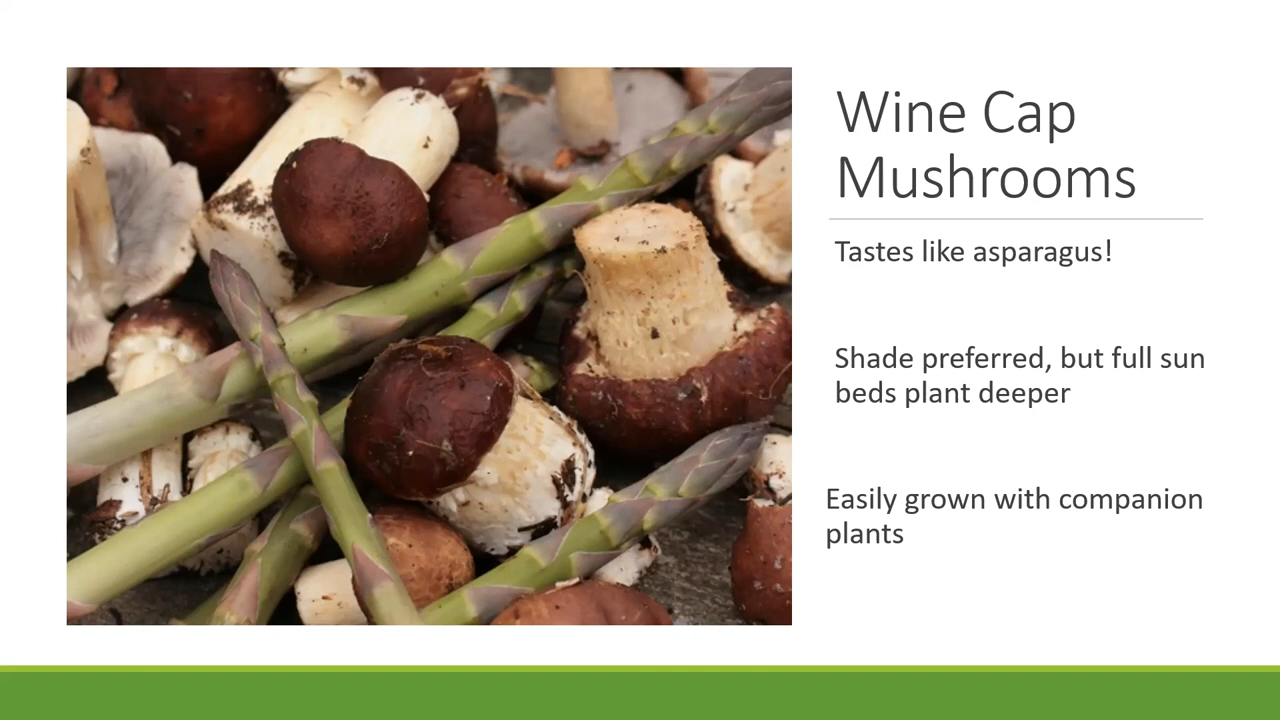 Wine Cap
Mushrooms
Tastes like asparagus!
Shade preferred, but full sun
beds plant deeper
Easily grown with companion
plants